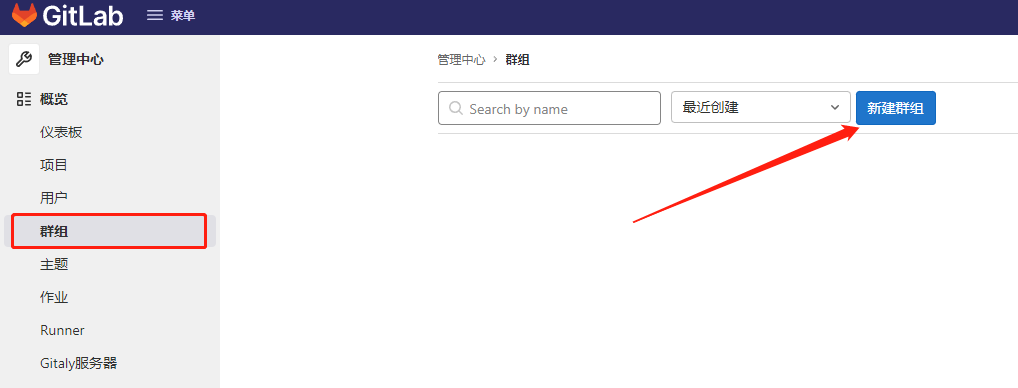 GitLab 菜单
管理中心
概览
仪表板
项目
用户
群组
主题
作业
Runner
Gitaly服务器
管理中心 › 群组
Search by name 最近创建 新建群组